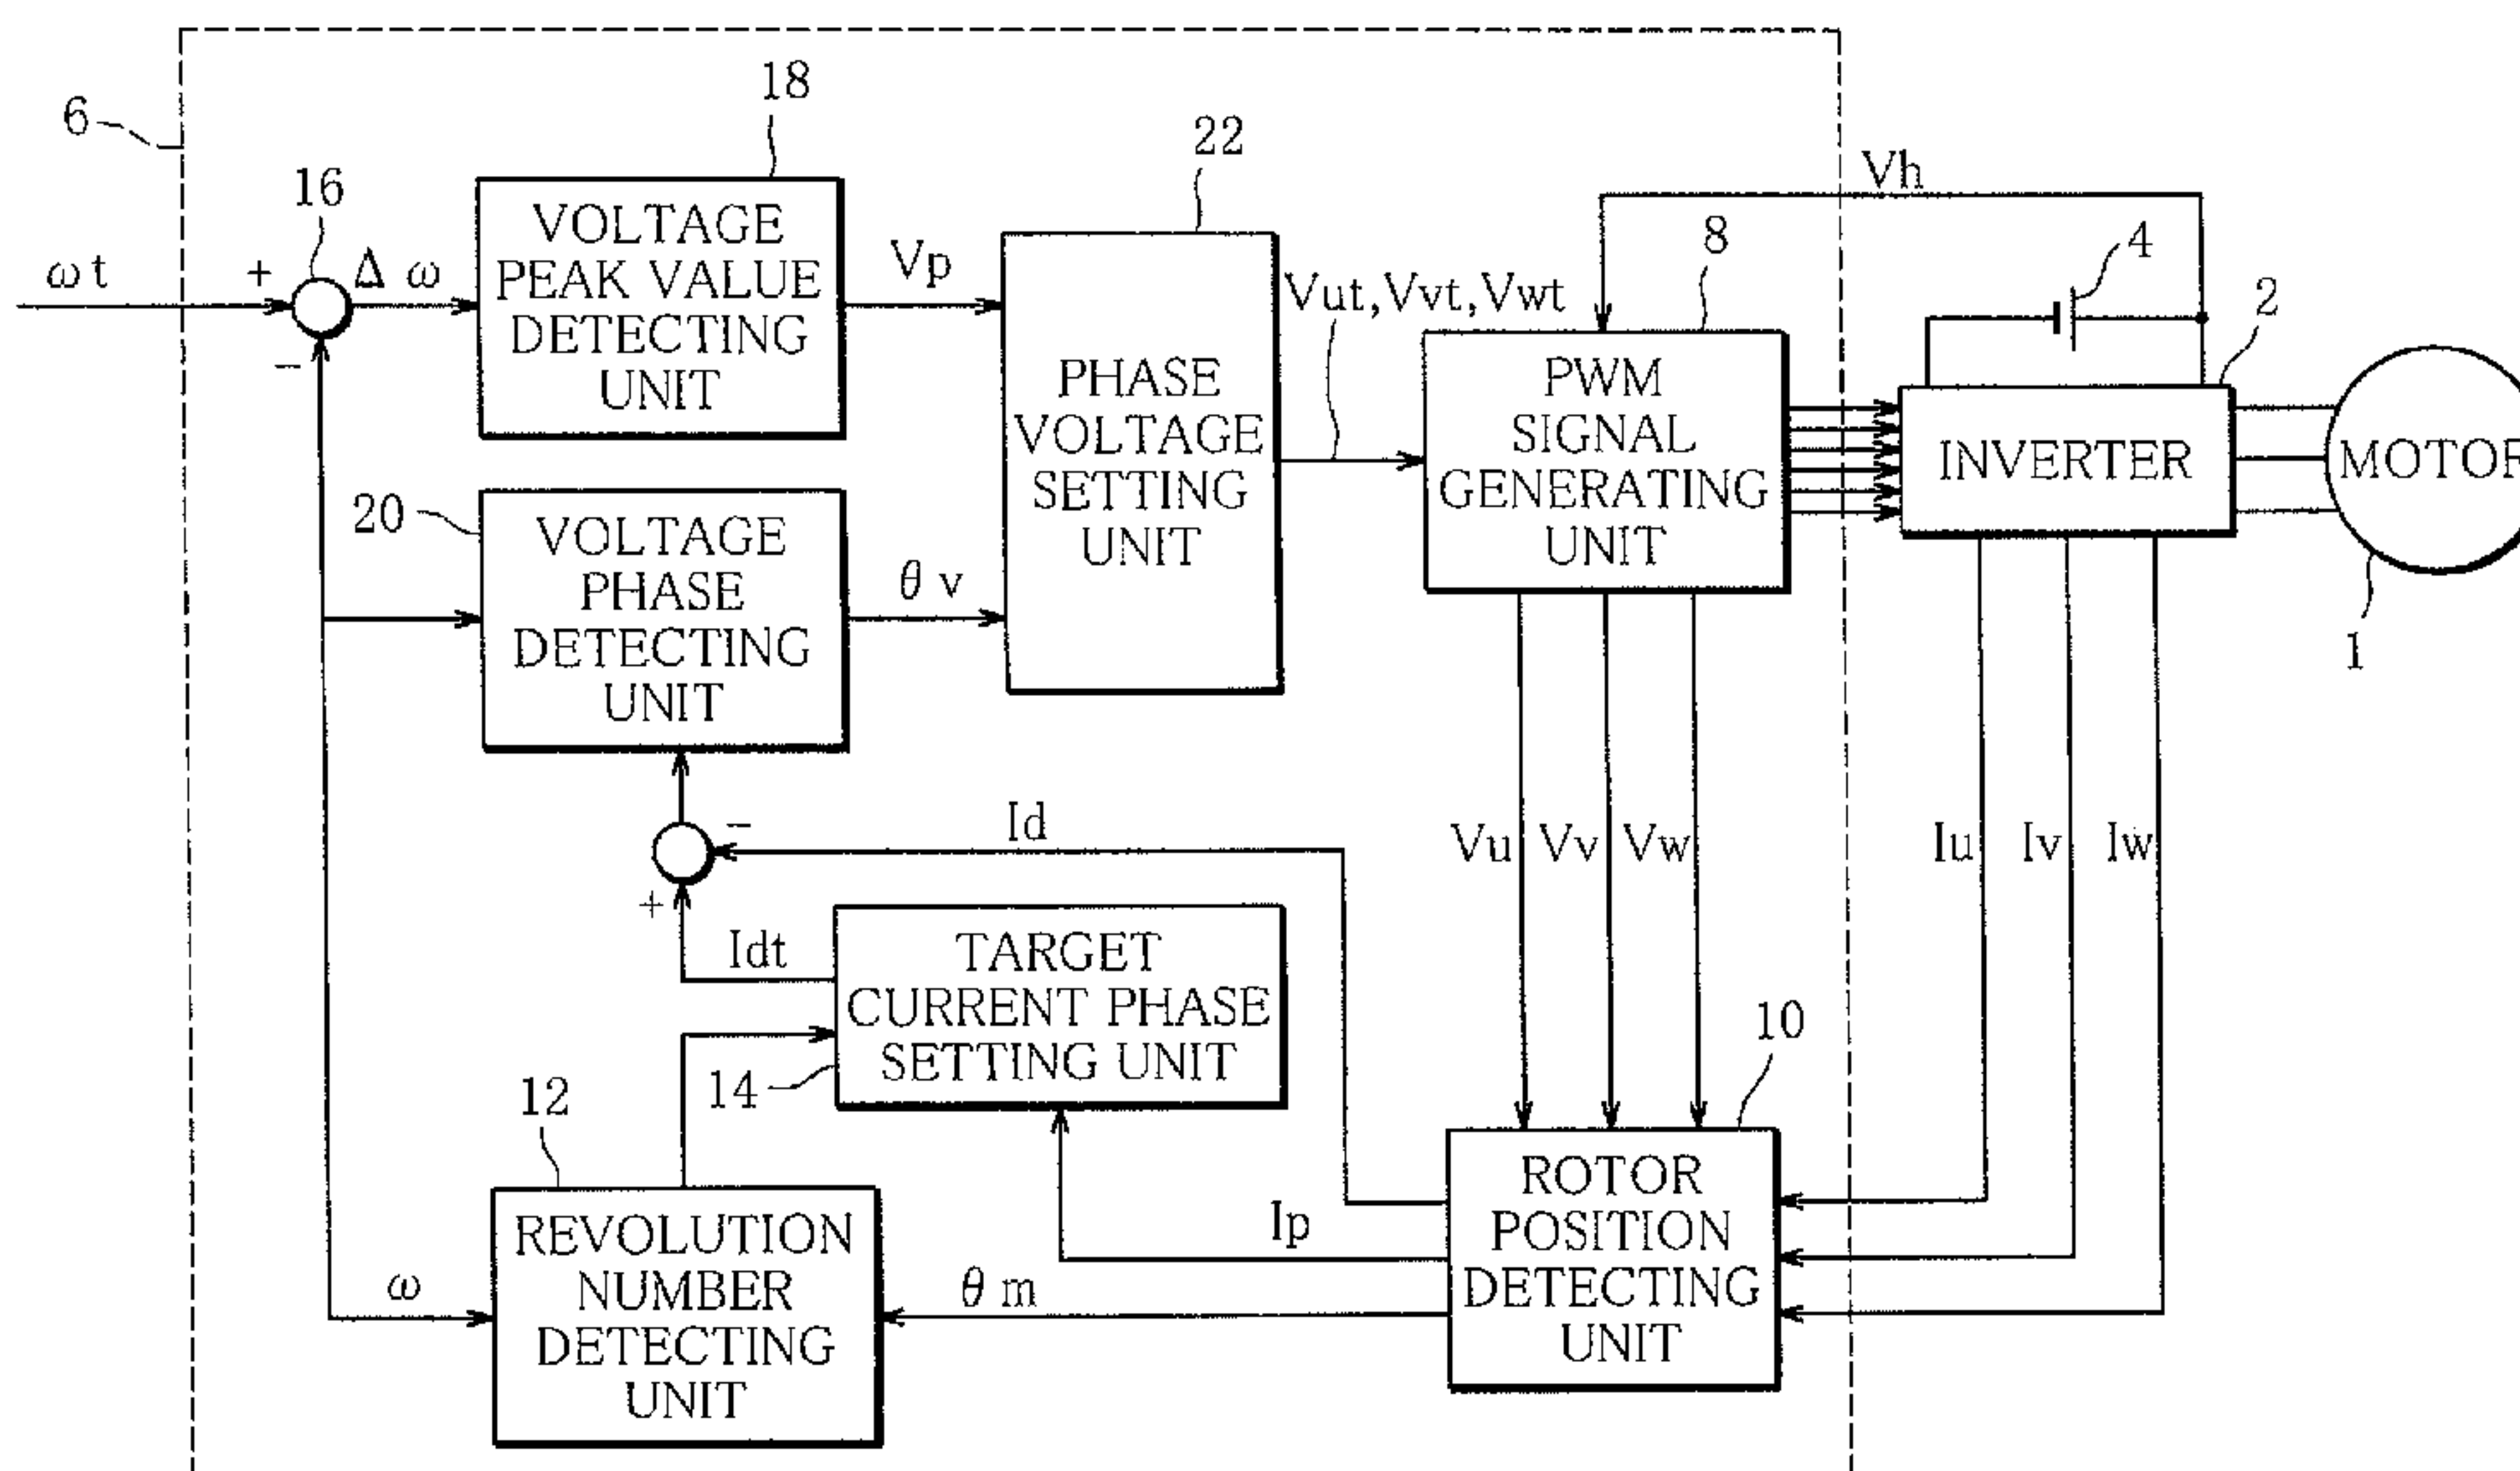 18
6
22
16
Vh
ωt
+
Δω
VOLTAGE
PEAK VALUE
DETECTING
UNIT
Vp
8
4
2
Vut,Vvt,Vwt
−
PHASE
VOLTAGE
SETTING
UNIT
PWM
SIGNAL
GENERATING
UNIT
INVERTER
20
VOLTAGE
PHASE
DETECTING
UNIT
θv
1
−
Id
Vu
Vv
Vw
Iu
Iv
Iw
+
Idt
TARGET
CURRENT PHASE
SETTING UNIT
14
10
12
REVOLUTION
NUMBER
DETECTING
UNIT
ω
Ip
θm
ROTOR
POSITION
DETECTING
UNIT